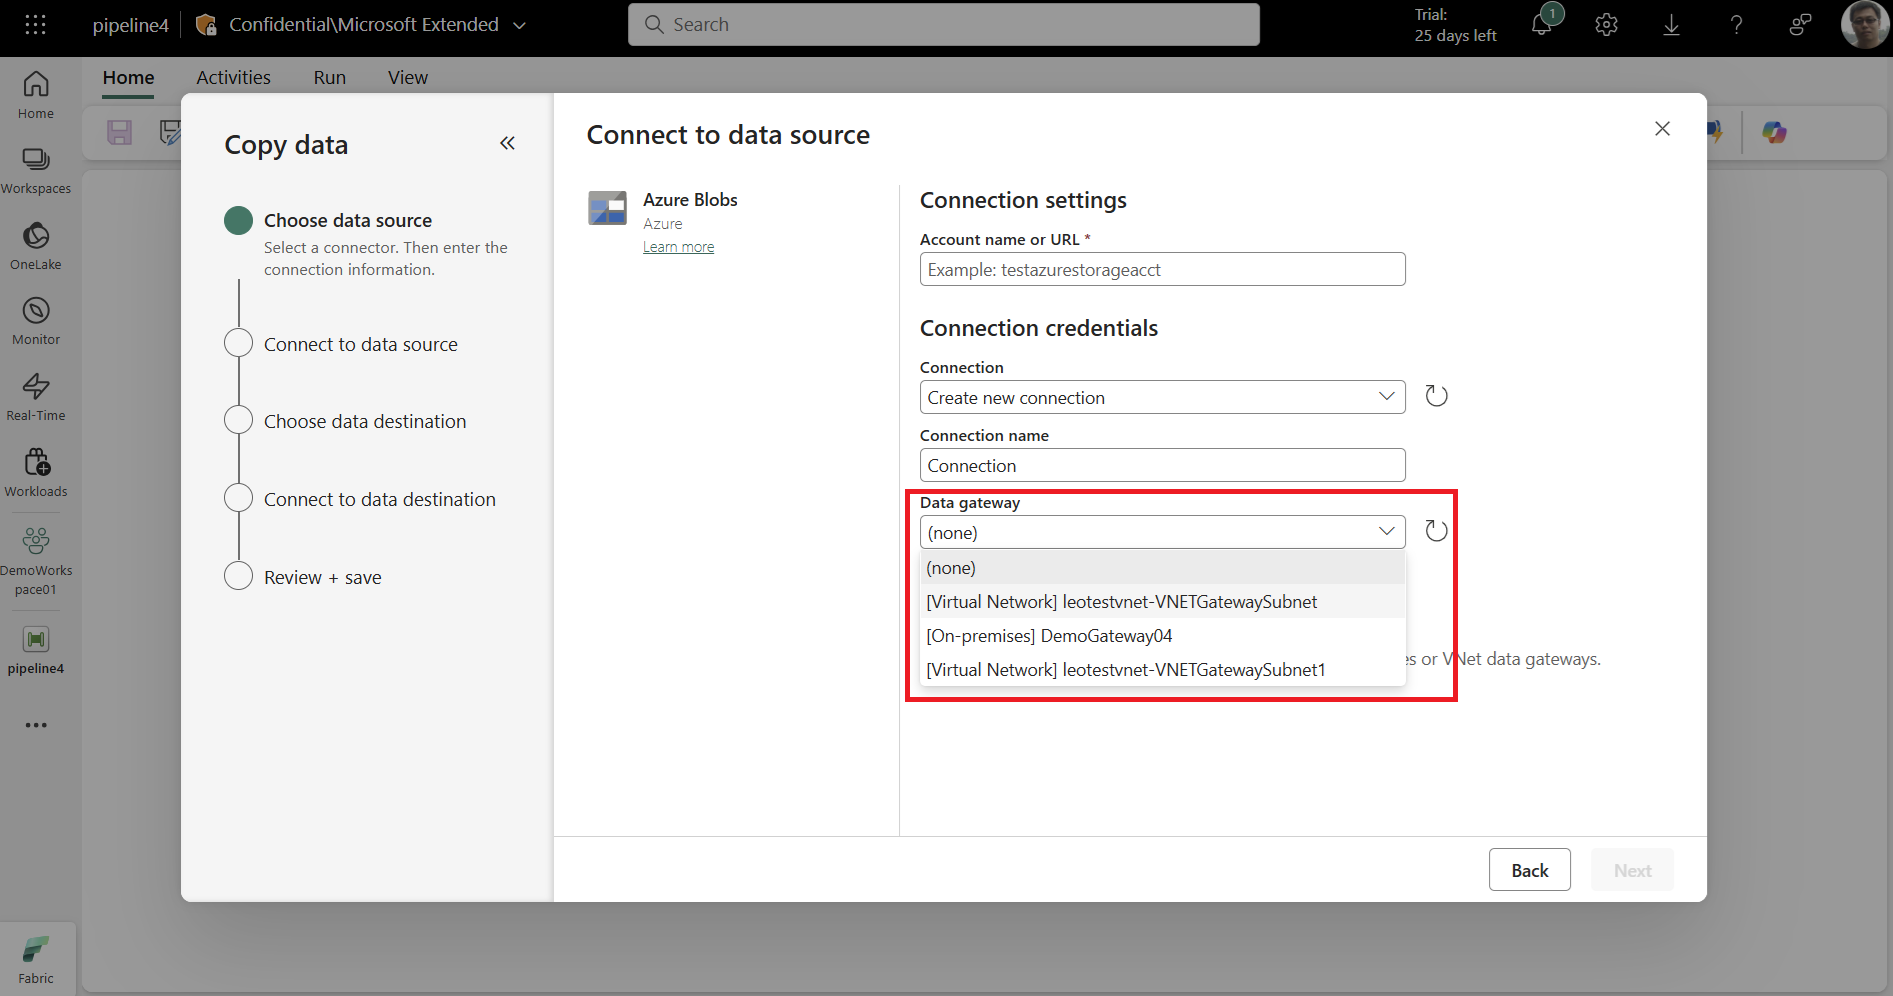 pipeline4
Confidential\Microsoft Extended
Search
Trial:
25 days left
1
Home
Workspaces
OneLake
Monitor
Real-Time
Workloads
DemoWorks
pace01
pipeline4
Fabric
Home
Activities
Run
View
Copy data
Choose data source
Select a connector. Then enter the
connection information.
Connect to data source
Choose data destination
Connect to data destination
Review + save
Connect to data source
Azure Blobs
Azure
Learn more
Connection settings
Account name or URL *
Example: testazurestorageacct
Connection credentials
Connection
Create new connection
Connection name
Connection
Data gateway
(none)
(none)
[Virtual Network] leotestvnet-VNETGatewaySubnet
[On-premises] DemoGateway04
[Virtual Network] leotestvnet-VNETGatewaySubnet1
es or VNet data gateways.
Back
Next